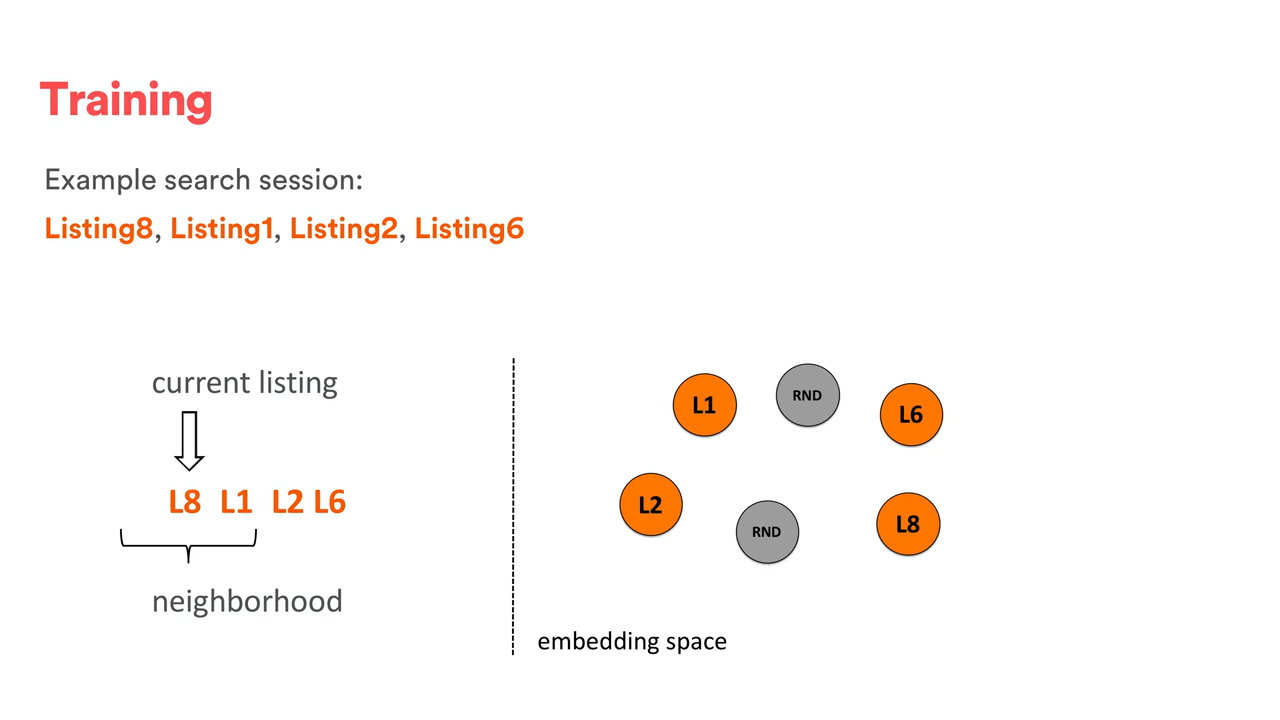 Training
Example search session:
Listing8, Listing1, Listing2, Listing6
current listing
L8 L1 L2 L6
neighborhood
L1
RND
L6
L2
RND
L8
embedding space